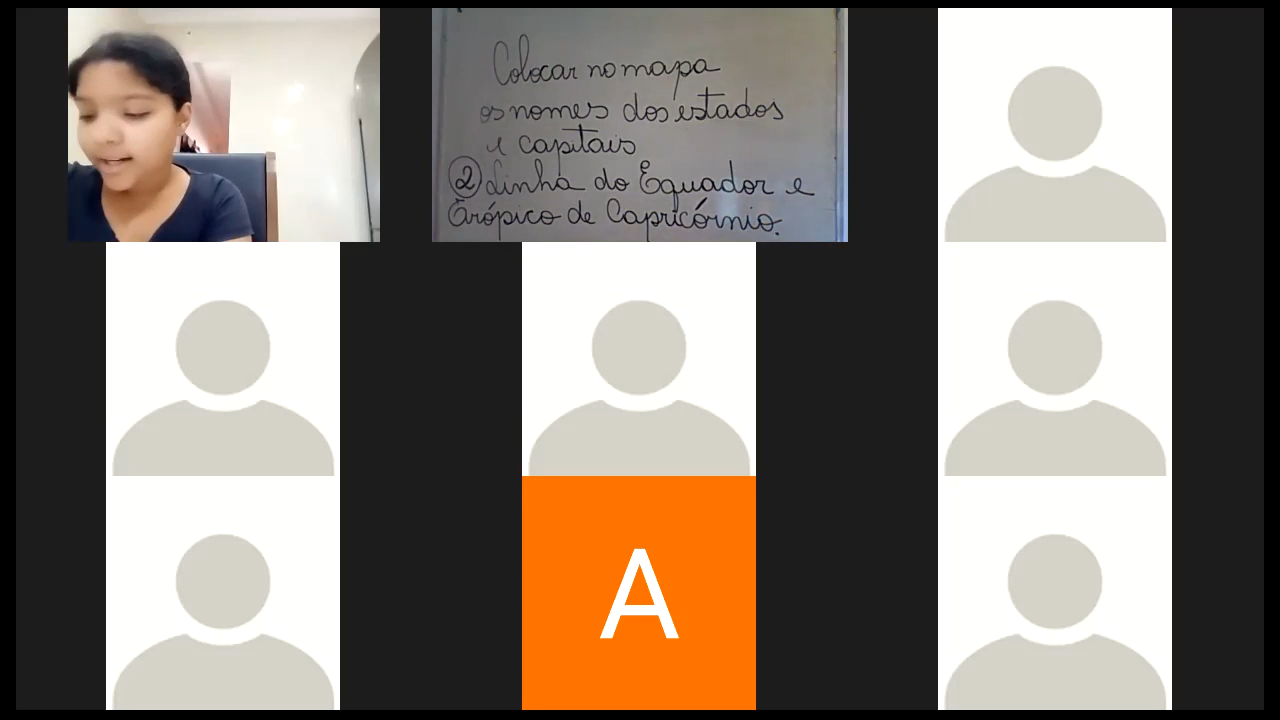 Colocar no mapa
os nomes dos estados
e capitais
② Linha do Equador e
Trópico de Capricórnio.
A